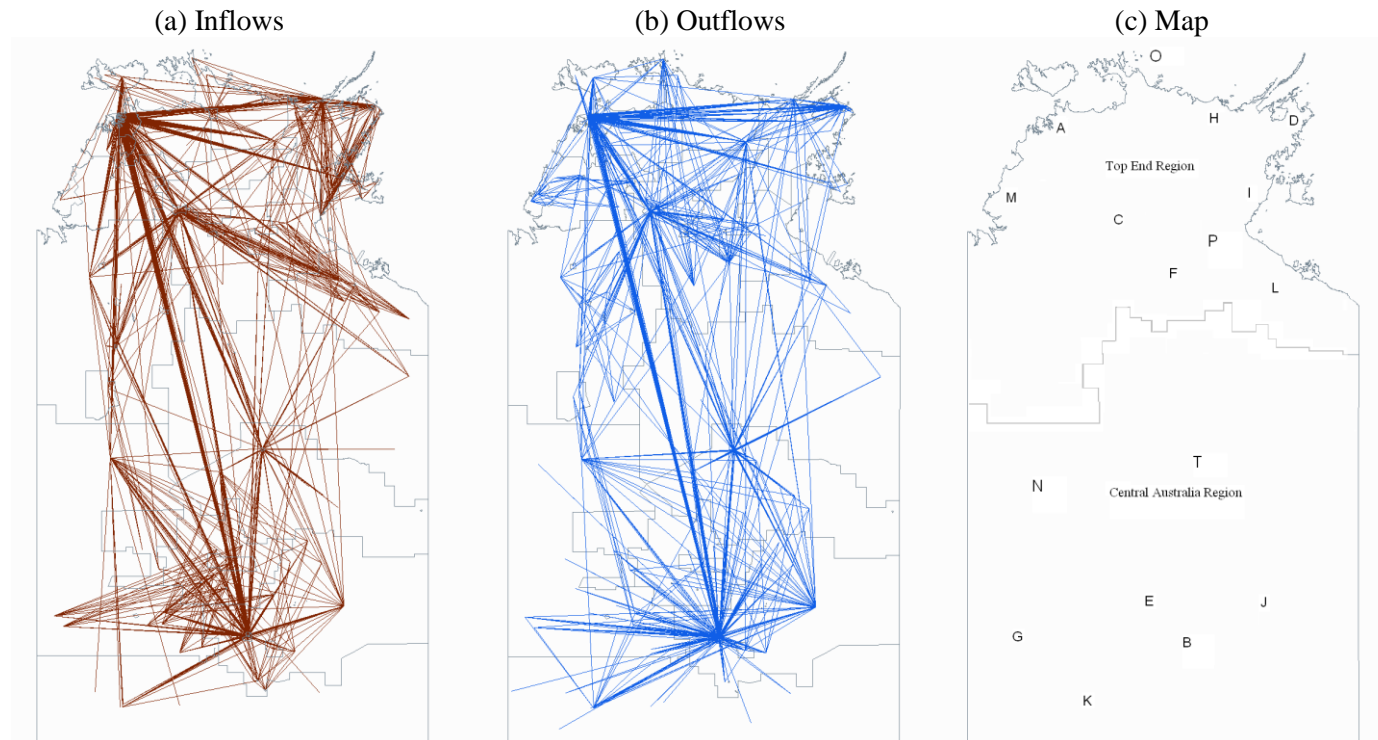 (a) Inflows
(b) Outflows
(c) Map
O
A
H
D
Top End Region
M
I
C
P
F
L
T
N
Central Australia Region
E
J
G
B
K